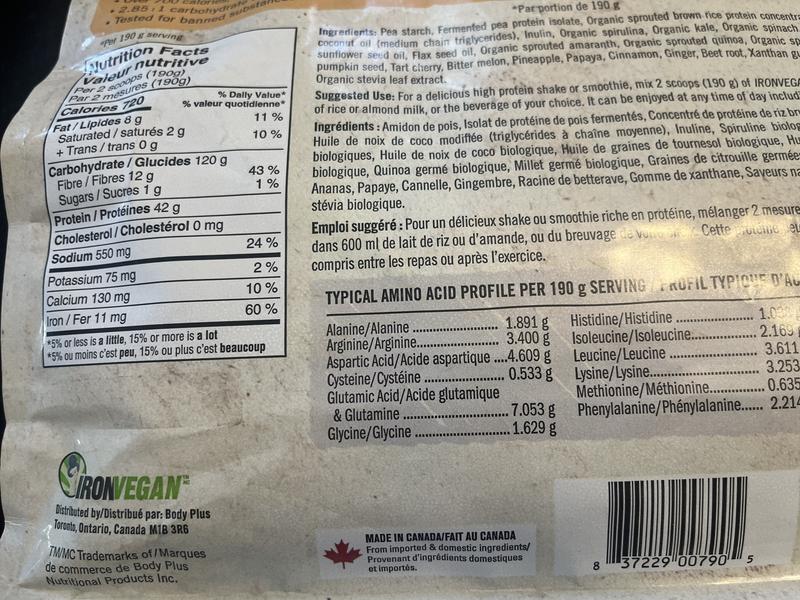 • 2.85:1 carbohydrate
• Tested for banned
*Per 190 g serving
Nutrition Facts
Valeur nutritive
Per 2 scoops (190g)
Par 2 mesures (190g)
Calories 720
% Daily Value*
% valeur quotidienne*
Fat / Lipides 8 g 11 %
Saturated / saturés 2 g 10 %
+ Trans / trans 0 g
Carbohydrate / Glucides 120 g
Fibre / Fibres 12 g 43 %
Sugars / Sucres 1 g 1 %
Protein / Protéines 42 g
Cholesterol / Cholestérol 0 mg
Sodium 550 mg 24 %
Potassium 75 mg 2 %
Calcium 130 mg 10 %
Iron / Fer 11 mg 60 %
*5% or less is a little, 15% or more is a lot
*5% ou moins c'est peu, 15% ou plus c'est beaucoup
*Par portion de 190 g
Ingredients: Pea starch, Fermented pea protein isolate, Organic sprouted brown rice protein
coconut oil (medium chain triglycerides), Inulin, Organic spirulina, Organic kale, Organic spinach
sunflower seed oil, Flax seed oil, Organic sprouted amaranth, Organic sprouted quinoa, Organic
pumpkin seed, Tart cherry, Bitter melon, Pineapple, Papaya, Cinnamon, Ginger, Beet root, Xanthan
Organic stevia leaf extract.
Suggested Use: For a delicious high protein shake or smoothie, mix 2 scoops (190 g) of
of rice or almond milk, or the beverage of your choice. It can be enjoyed at any time of day
Ingrédients : Amidon de pois, Isolat de protéine de pois fermentés, Concentré de protéine de riz
Huile de noix de coco modifiée (triglycérides à chaîne moyenne), Inuline, Spiruline
biologiques, Huile de noix de coco biologique, Huile de graines de tournesol biologique,
biologique, Quinoa germé biologique, Millet germé biologique, Graines de citrouille
Ananas, Papaye, Cannelle, Gingembre, Racine de betterave, Gomme de xanthane, Saveurs
stévia biologique.
Emploi suggéré : Pour un délicieux shake ou smoothie riche en protéine, mélanger 2
dans 600 ml de lait de riz ou d'amande, ou du breuvage de Cette
compris entre les repas ou après l'exercice.
TYPICAL AMINO ACID PROFILE PER 190 g SERVING / PROFIL TYPIQUE
Alanine/Alanine .................. 1.891 g
Arginine/Arginine.................. 3.400 g
Aspartic Acid/Acide aspartique ....4.609 g
Cysteine/Cystéine .................. 0.533 g
Glutamic Acid/Acide glutamique
& Glutamine ........................7.053 g
Glycine/Glycine .................... 1.629 g
Histidine/Histidine ..................
Isoleucine/Isoleucine............. 2.169
Leucine/Leucine .................. 3.611
Lysine/Lysine...................... 3.253
Methionine/Méthionine........... 0.635
Phenylalanine/Phénylalanine...... 2.214
IRONVEGAN
Distributed by/Distribué par: Body Plus
Toronto, Ontario, Canada M1B 3R6
TM/MC Trademarks of / Marques
de commerce de Body Plus
Nutritional Products Inc.
MADE IN CANADA/FAIT AU CANADA
From imported & domestic ingredients/
Provenant d'ingrédients domestiques
et importés.
8 37229 00790 5